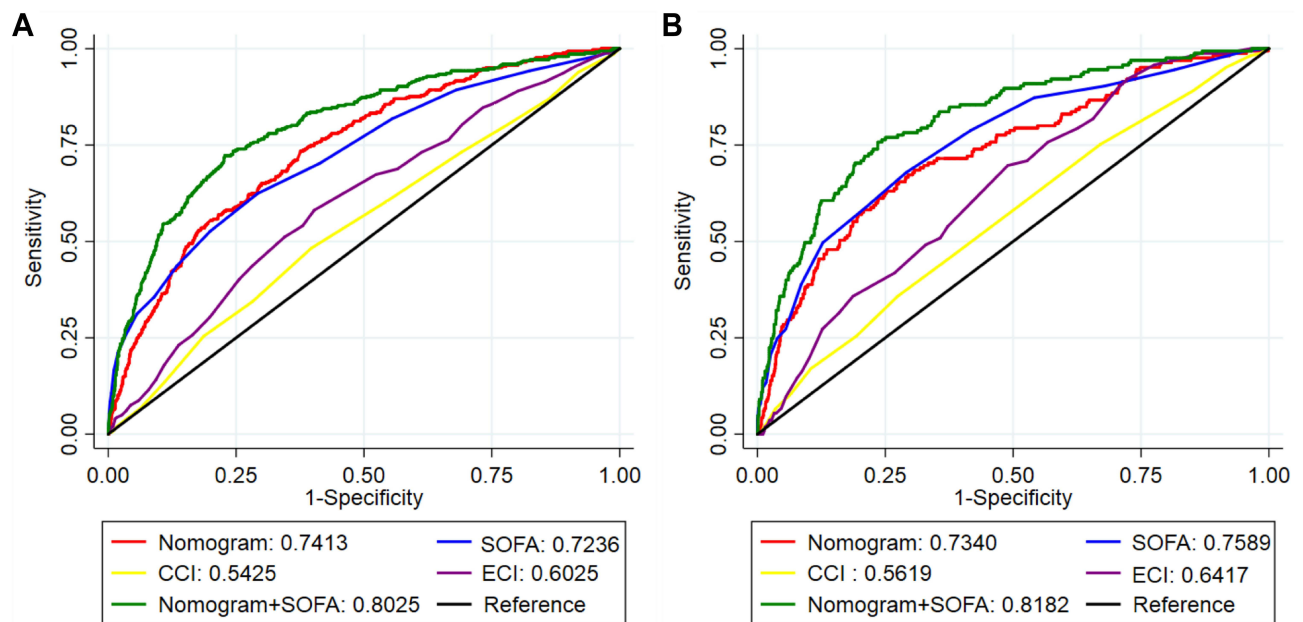 A
B
1.00
0.75
0.50
0.25
0.00
Sensitivity
0.00 0.25 0.50 0.75 1.00
1-Specificity
Nomogram: 0.7413 SOFA: 0.7236
CCI: 0.5425 ECI: 0.6025
Nomogram+SOFA: 0.8025 Reference
1.00
0.75
0.50
0.25
0.00
Sensitivity
0.00 0.25 0.50 0.75 1.00
1-Specificity
Nomogram: 0.7340 SOFA: 0.7589
CCI : 0.5619 ECI: 0.6417
Nomogram+SOFA: 0.8182 Reference